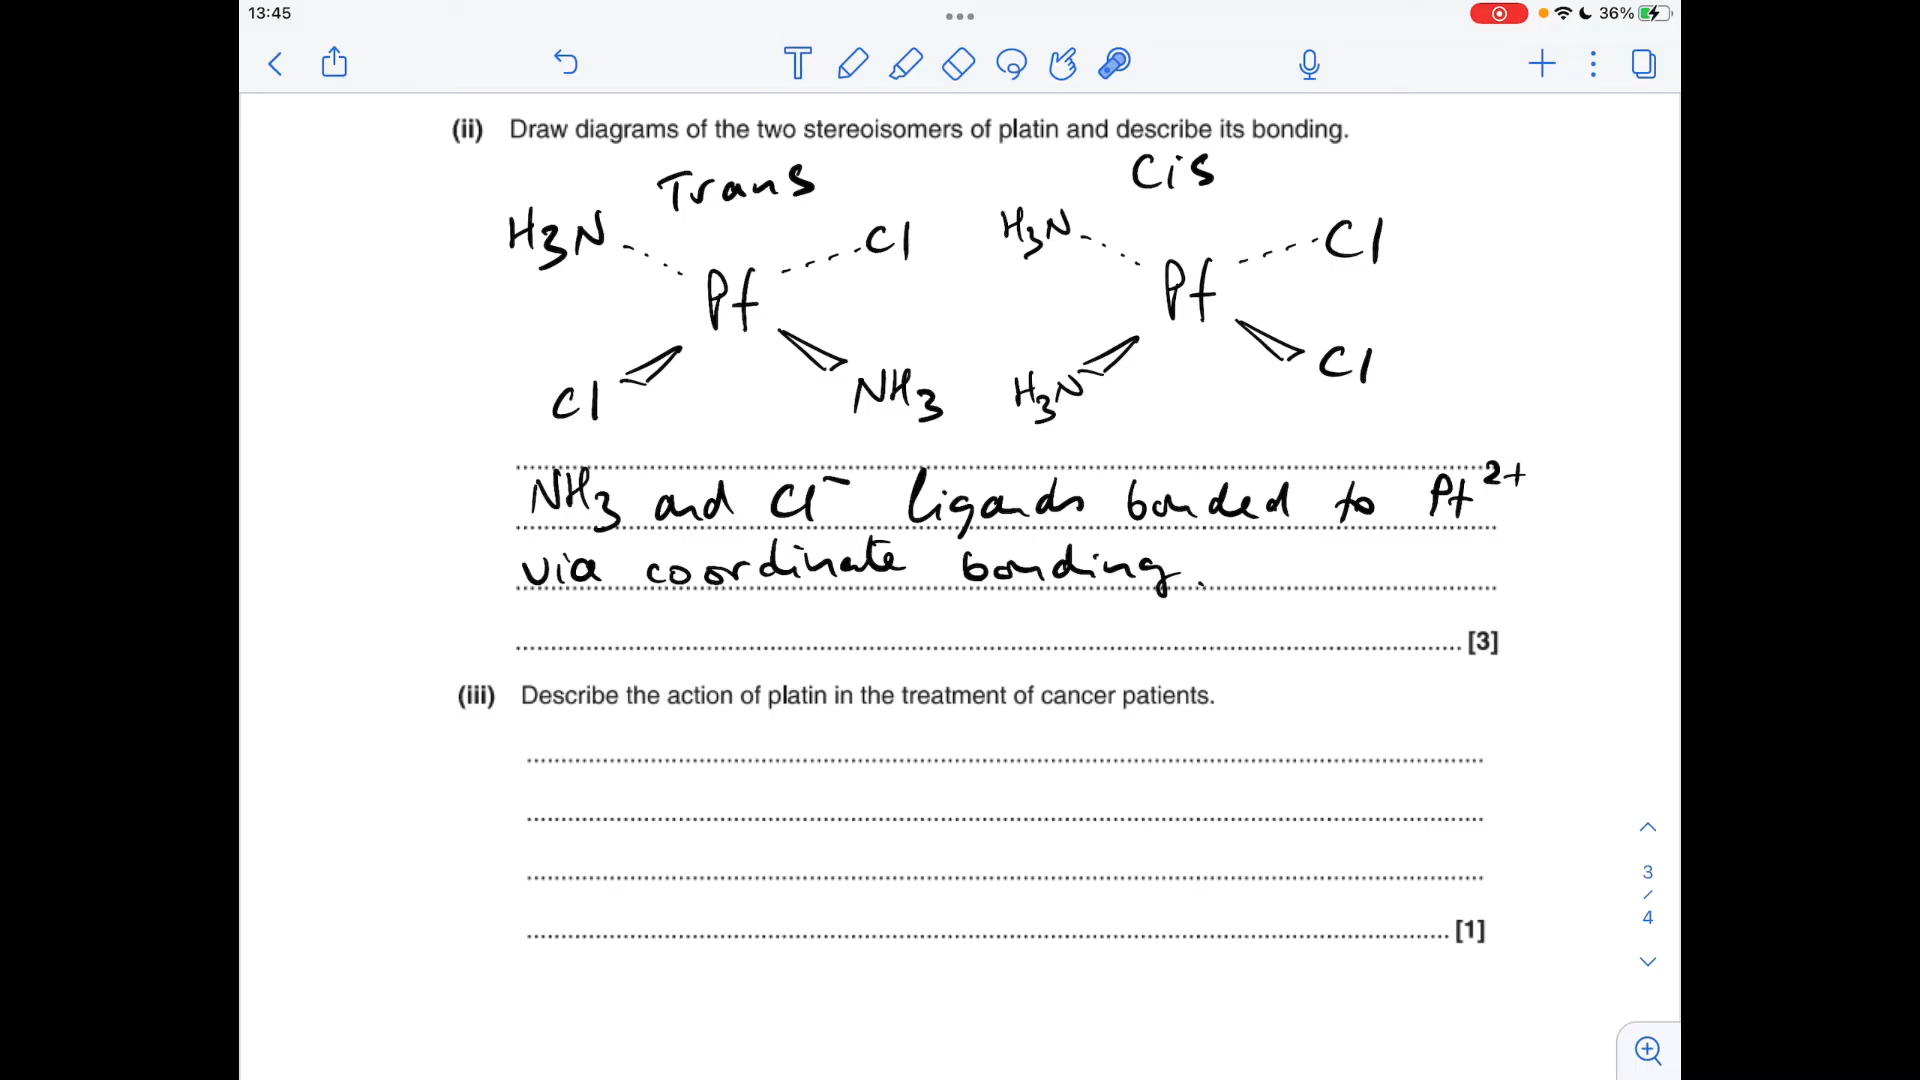 13:45
36%
(ii) Draw diagrams of the two stereoisomers of platin and describe its bonding.
Trans
Cis
H3N Cl
Pt
Cl NH3
H3N Cl
Pt
H3N Cl
NH3 and Cl⁻ ligands bonded to Pt²⁺
via coordinate bonding.
[3]
(iii) Describe the action of platin in the treatment of cancer patients.
[1]
3
/
4